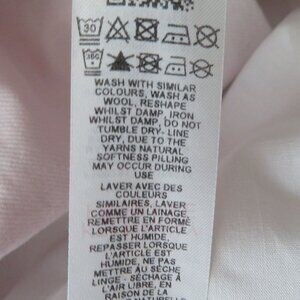 30
WASH WITH SIMILAR
COLOURS, WASH AS
WOOL, RESHAPE
WHILST DAMP, IRON
WHILST DAMP, DO NOT
TUMBLE DRY- LINE
DRY, DUE TO THE
YARNS NATURAL
SOFTNESS PILLING
MAY OCCUR DURING
USE
LAVER AVEC DES
COULEURS
SIMILAIRES, LAVER
COMME UN LAINAGE,
REMETTRE EN FORME
LORSQUE L'ARTICLE
EST HUMIDE,
REPASSER LORSQUE
L'ARTICLE EST
HUMIDE, NE PAS
METTRE AU SÈCHE
LINGE - SÉCHAGE À
L'AIR LIBRE, EN
RAISON DE LA